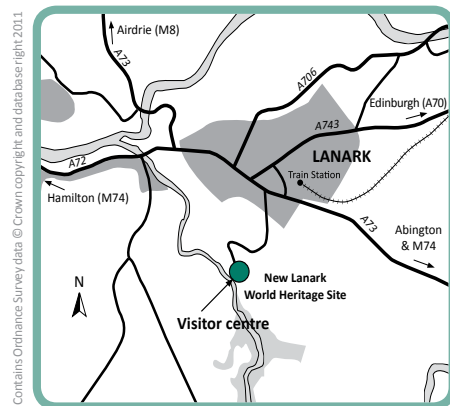 Contains Ordnance Survey data © Crown copyright and database right 2011
Airdrie (M8)
A73
A706
Edinburgh (A70)
A743
LANARK
Train Station
A72
Hamilton (M74)
A73
Abington
& M74
N
New Lanark
World Heritage Site
Visitor centre